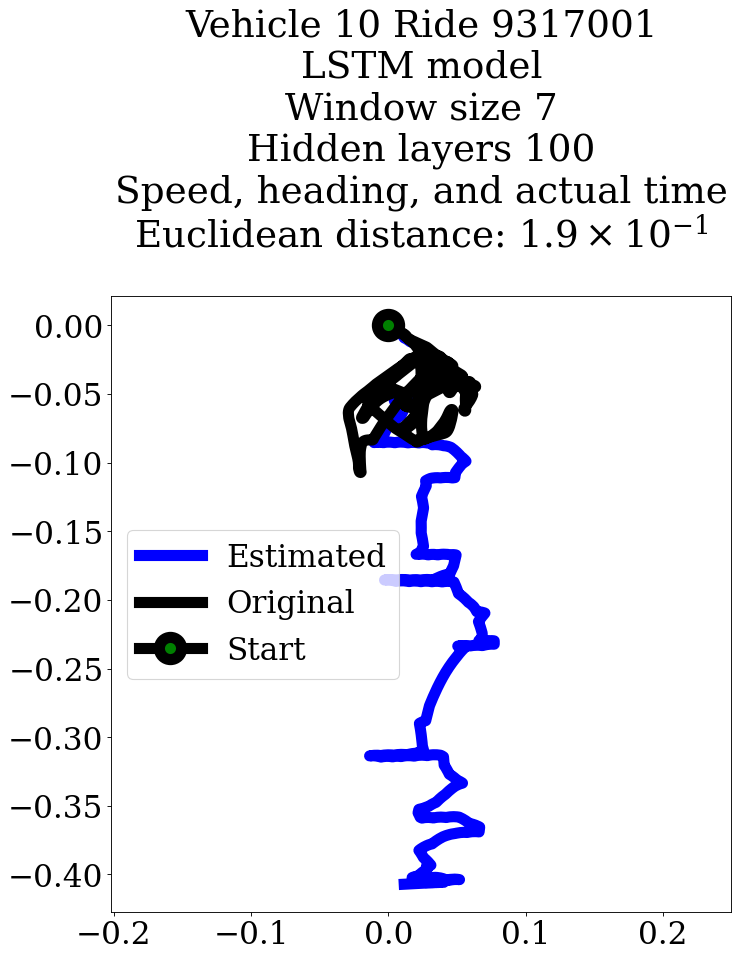 Vehicle 10 Ride 9317001
LSTM model
Window size 7
Hidden layers 100
Speed, heading, and actual time
Euclidean distance: 1.9 × 10⁻¹
0.00
−0.05
−0.10
−0.15
−0.20
−0.25
−0.30
−0.35
−0.40
Estimated
Original
Start
−0.2
−0.1
0.0
0.1
0.2